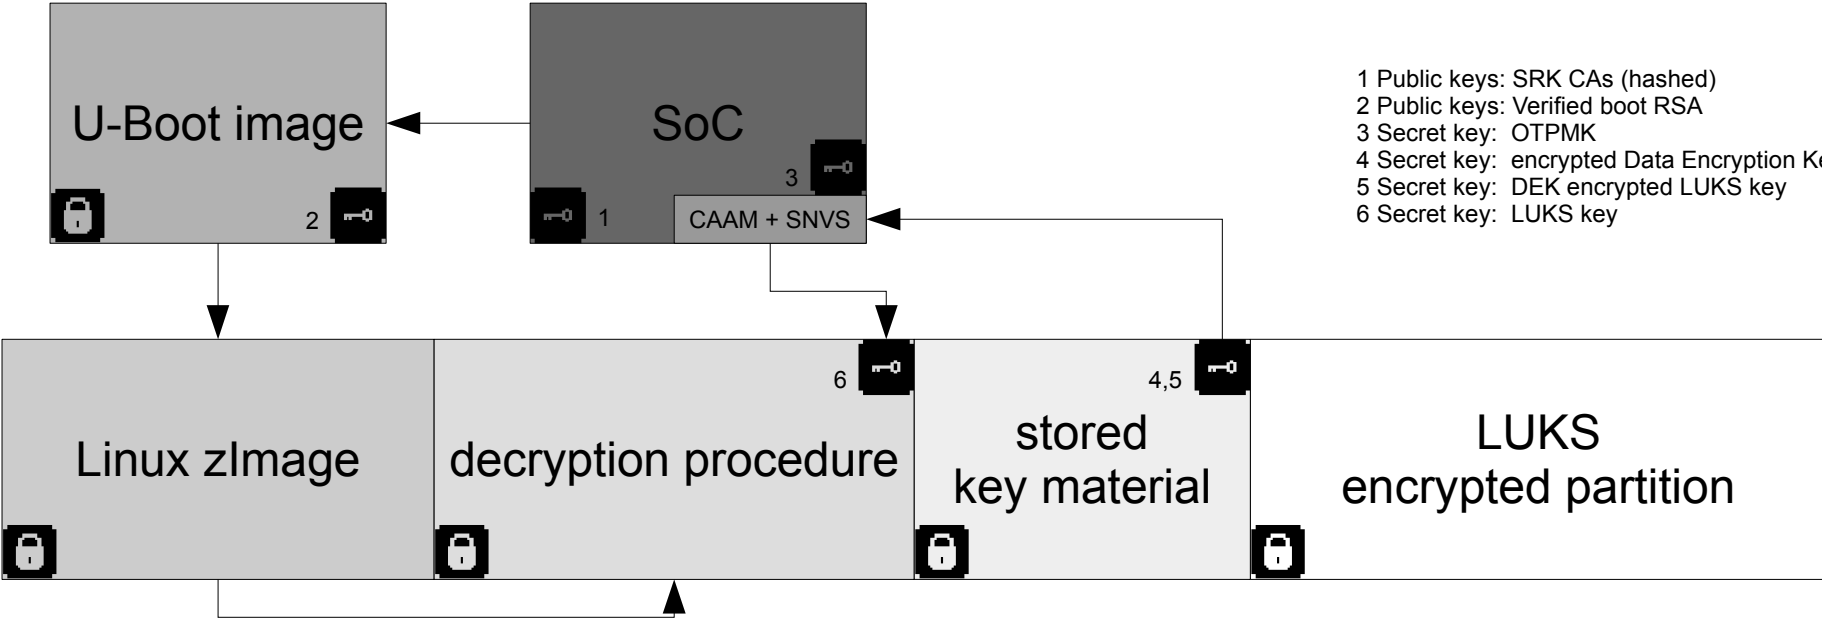 U-Boot image
2
SoC
3
1
CAAM + SNVS
1 Public keys: SRK CAs (hashed)
2 Public keys: Verified boot RSA
3 Secret key: OTPMK
4 Secret key: encrypted Data Encryption Ke
5 Secret key: DEK encrypted LUKS key
6 Secret key: LUKS key
Linux zImage
6
decryption procedure
4,5
stored
key material
LUKS
encrypted partition